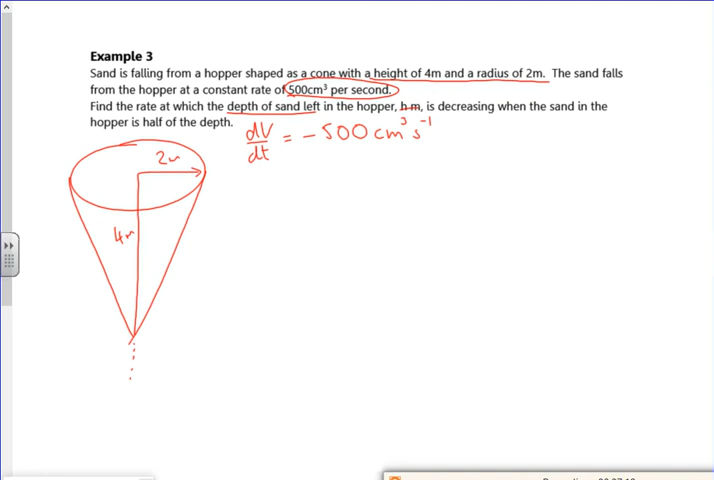 Example 3
Sand is falling from a hopper shaped as a cone with a height of 4m and a radius of 2m. The sand falls
from the hopper at a constant rate of 500cm³ per second.
Find the rate at which the depth of sand left in the hopper, h m, is decreasing when the sand in the
hopper is half of the depth.
dV/dt = -500 cm³ s⁻¹
2m
4m